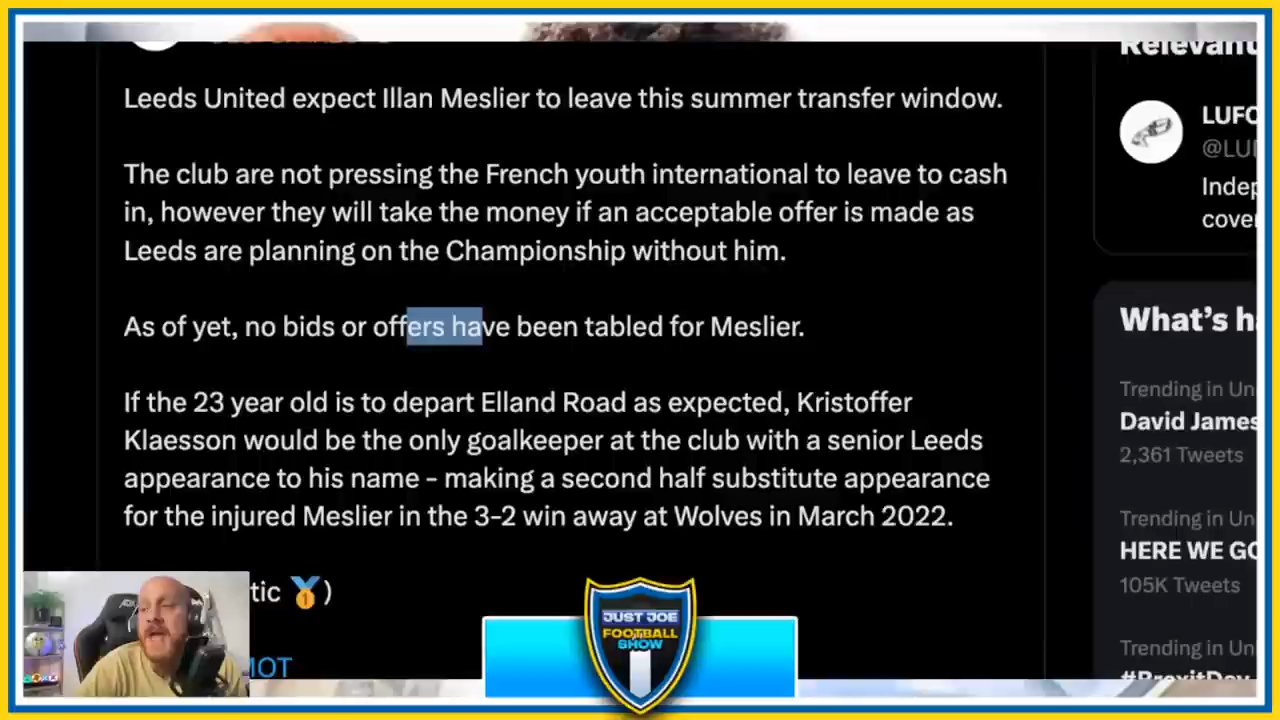 Leeds United expect Illan Meslier to leave this summer transfer window.
The club are not pressing the French youth international to leave to cash
in, however they will take the money if an acceptable offer is made as
Leeds are planning on the Championship without him.
As of yet, no bids or offers have been tabled for Meslier.
If the 23 year old is to depart Elland Road as expected, Kristoffer
Klaesson would be the only goalkeeper at the club with a senior Leeds
appearance to his name - making a second half substitute appearance
for the injured Meslier in the 3-2 win away at Wolves in March 2022.
tic 🥇)
MOT
Relevant
LUFC
@LU
Indep
cover
What's h
Trending in Un
David James
2,361 Tweets
Trending in Un
HERE WE GO
105K Tweets
Trending in Un
#BrexitDay
JUST JOE
FOOTBALL
SHOW